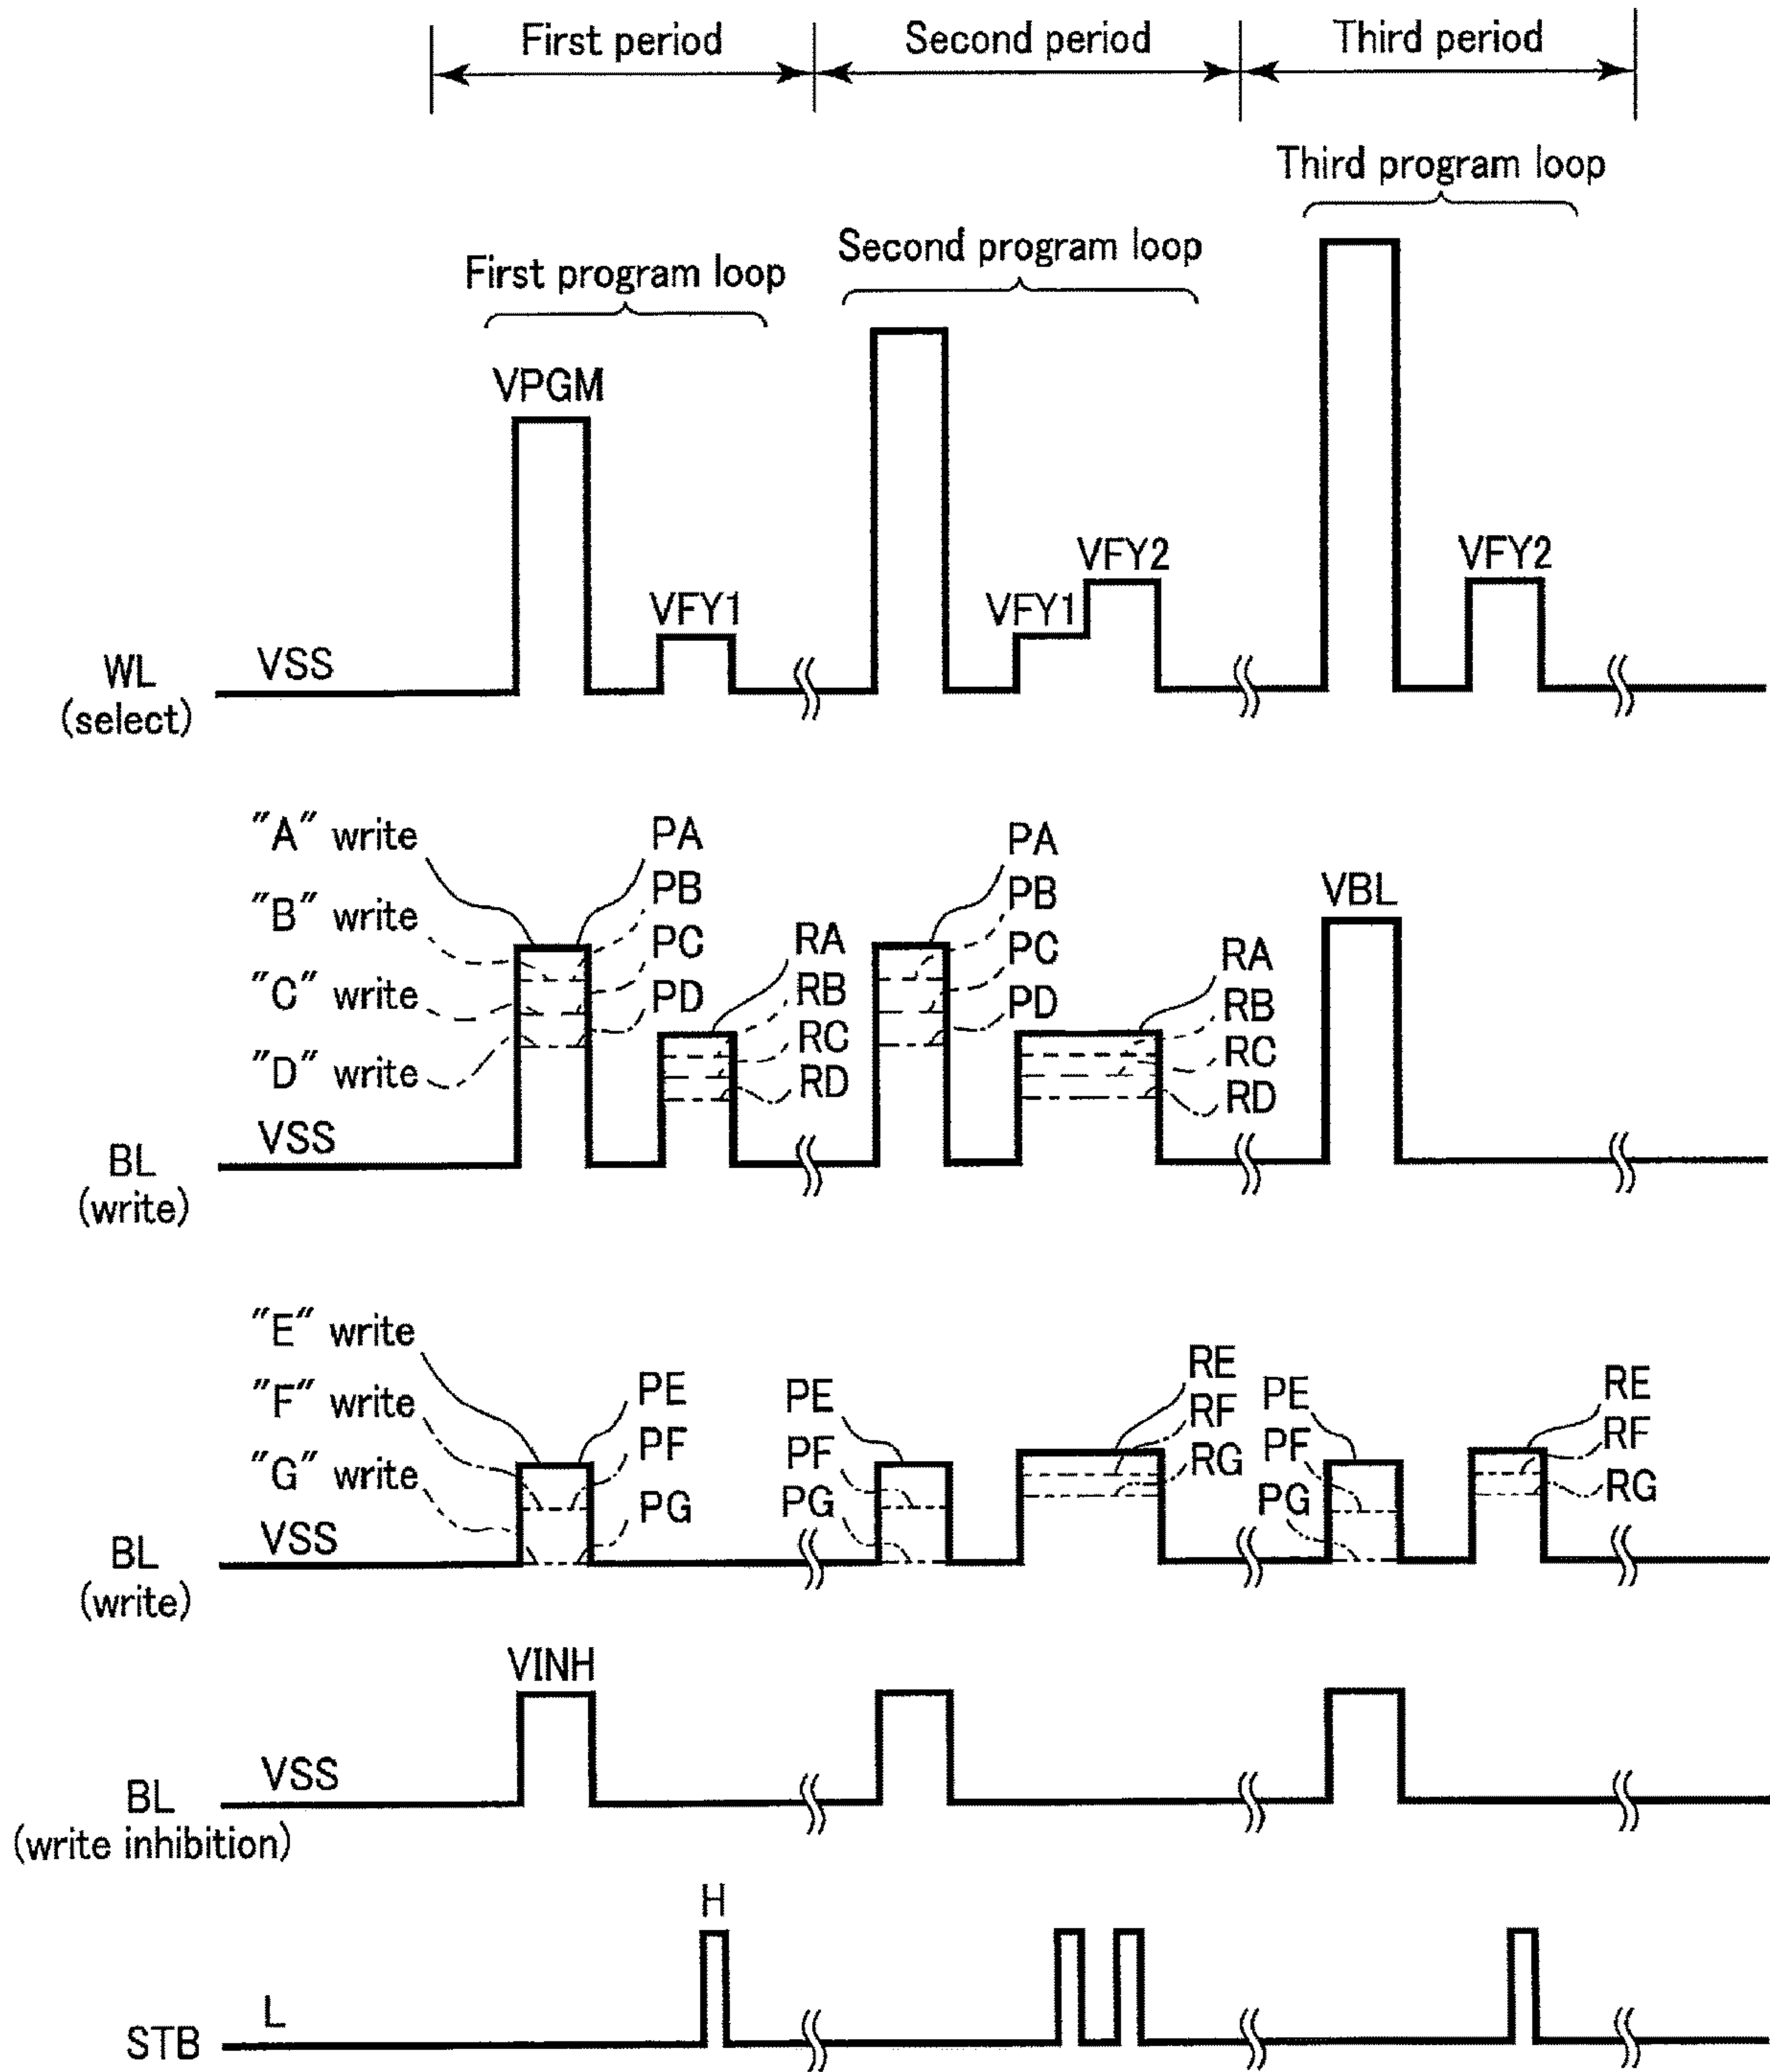 First period Second period Third period
Third program loop
Second program loop
First program loop
VPGM
VFY2 VFY2
VFY1 VFY1
VSS
WL
(select)
"A" write PA PA
"B" write PB PB VBL
"C" write PC RA PC RA
"D" write PD RB PD RB
RC RC
RD RD
VSS
BL
(write)
"E" write PE PE RE PE RE
"F" write PF PF RF PF RF
"G" write PG PG RG PG RG
VSS
BL
(write)
VINH
VSS
BL
(write inhibition)
H
L
STB